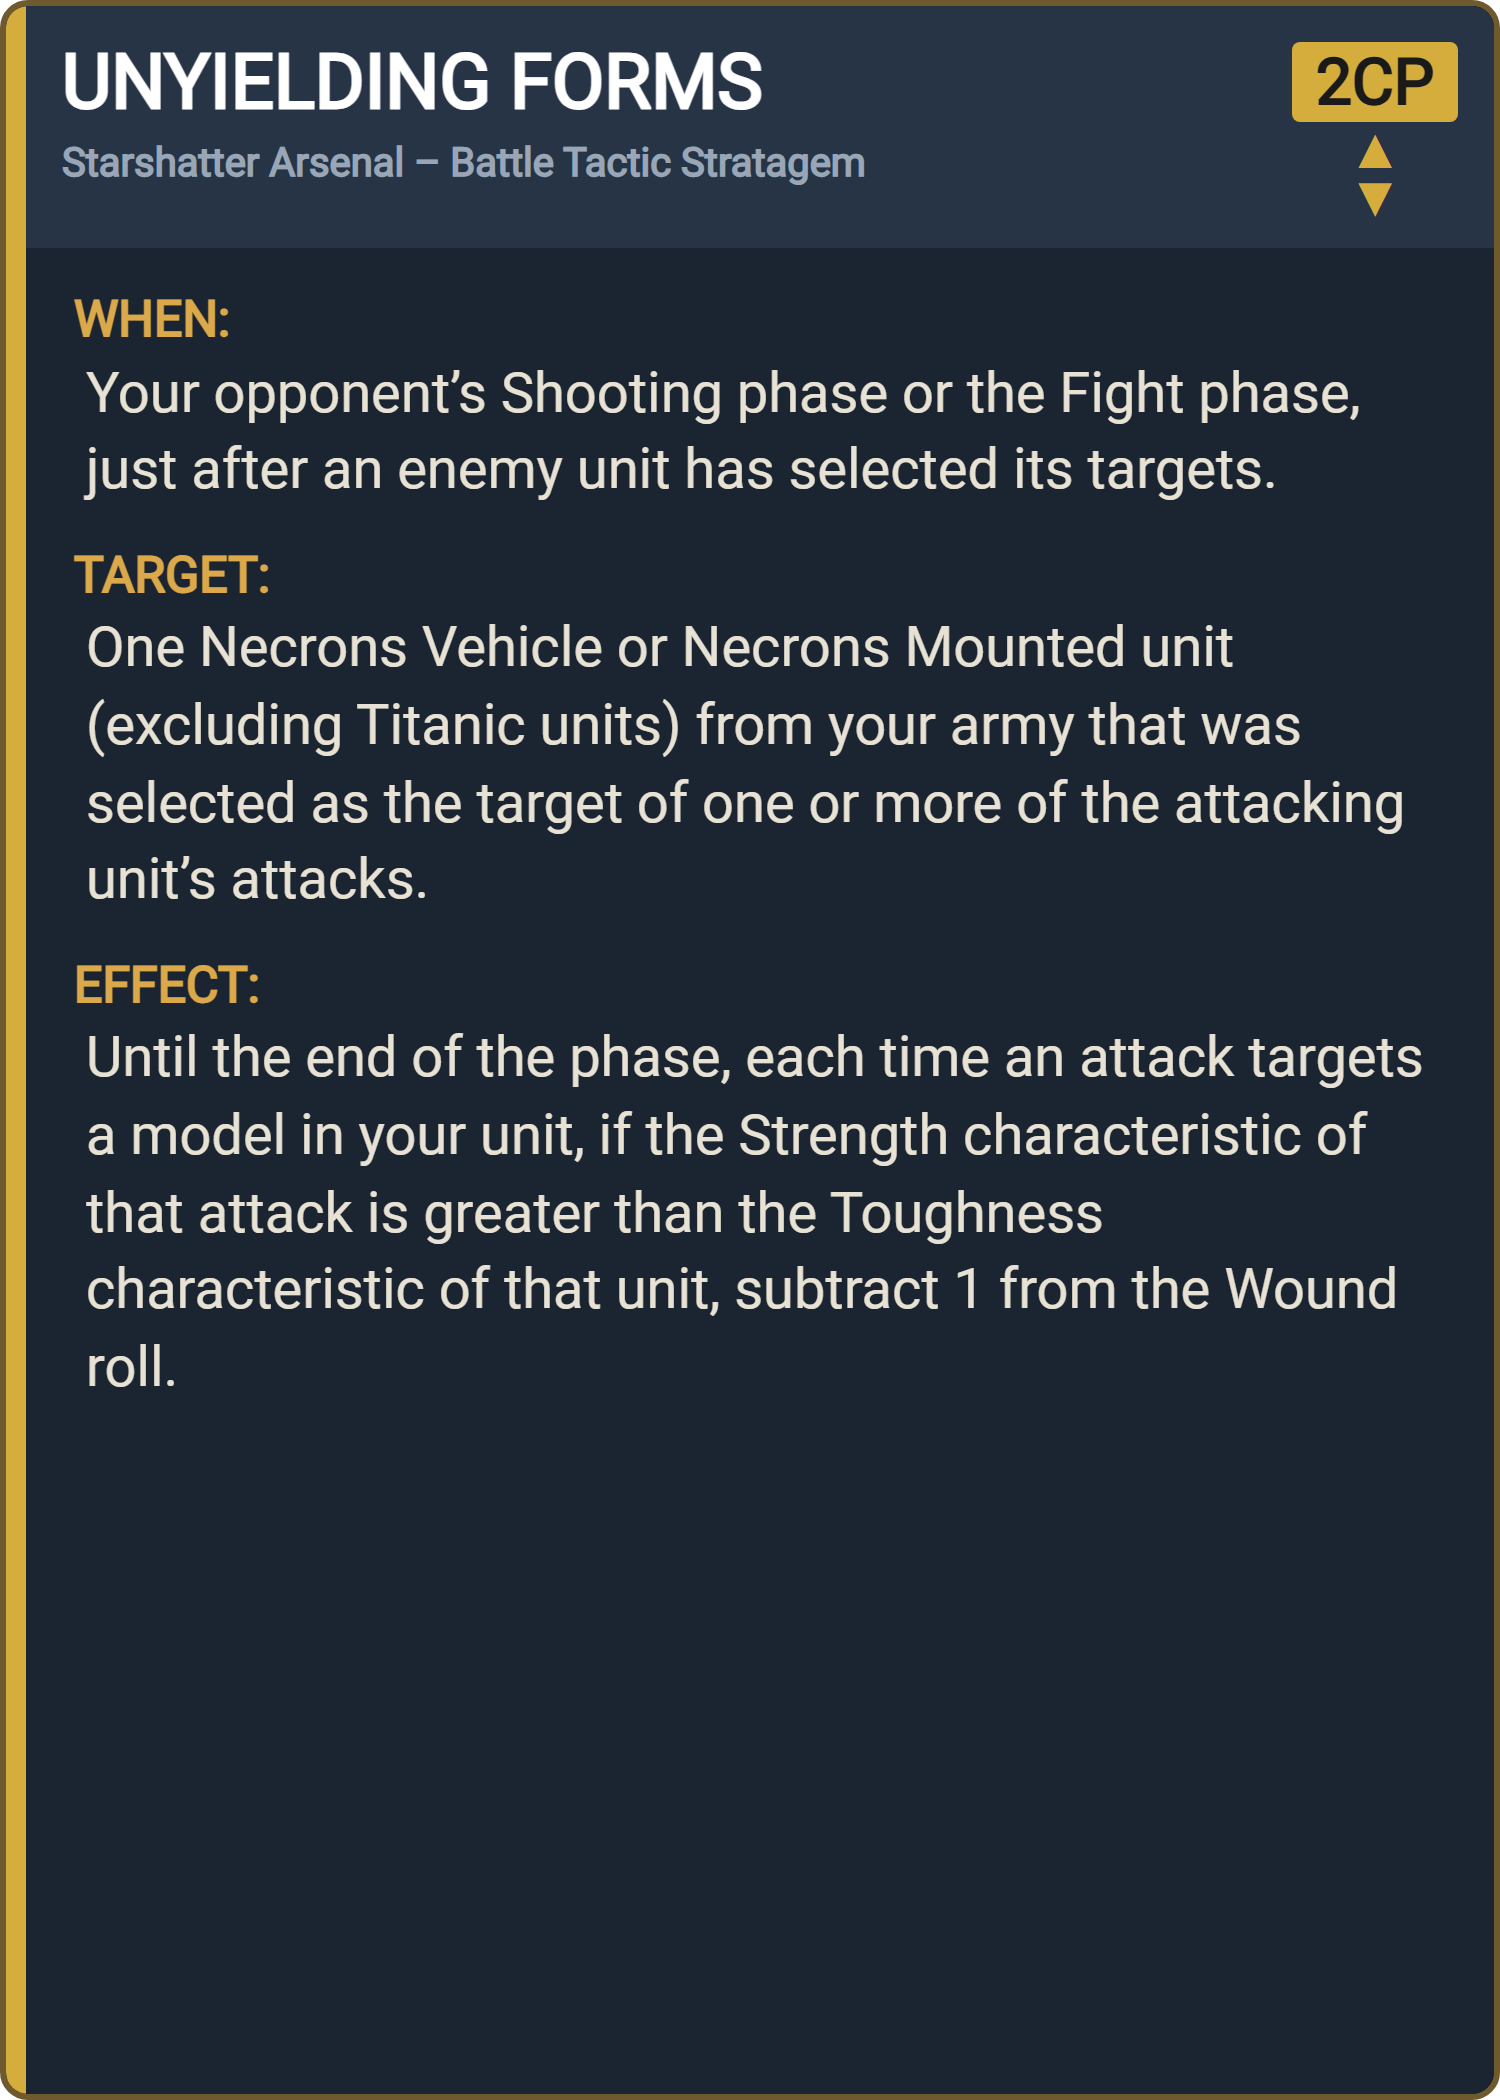 UNYIELDING FORMS
2CP
Starshatter Arsenal – Battle Tactic Stratagem
▲
▼
WHEN:
Your opponent’s Shooting phase or the Fight phase,
just after an enemy unit has selected its targets.
TARGET:
One Necrons Vehicle or Necrons Mounted unit
(excluding Titanic units) from your army that was
selected as the target of one or more of the attacking
unit’s attacks.
EFFECT:
Until the end of the phase, each time an attack targets
a model in your unit, if the Strength characteristic of
that attack is greater than the Toughness
characteristic of that unit, subtract 1 from the Wound
roll.